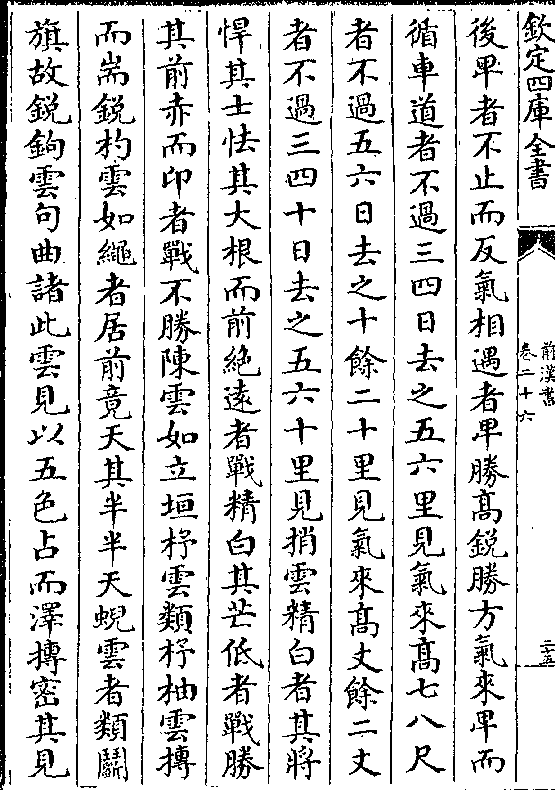 欽定四庫全書
前漢書
卷二十六
後卑者不止而反氣相遇者卑勝髙鋭勝方氣來卑而
循車道者不過三四日去之五六里見氣來髙七八尺
者不過五六日去之十餘二十里見氣來髙丈餘二丈
者不過三四十日去之五六十里見捎雲精白者其將
悍其士怯其大根而前絶逺者戰精白其芒低者戰勝
其前赤而卬者戰不勝陳雲如立垣杼雲類杼柚雲摶
而耑鋭杓雲如繩者居前竟天其半半天蜺雲者類鬬
旗故鋭鉤雲句曲諸此雲見以五色占而澤摶密其見